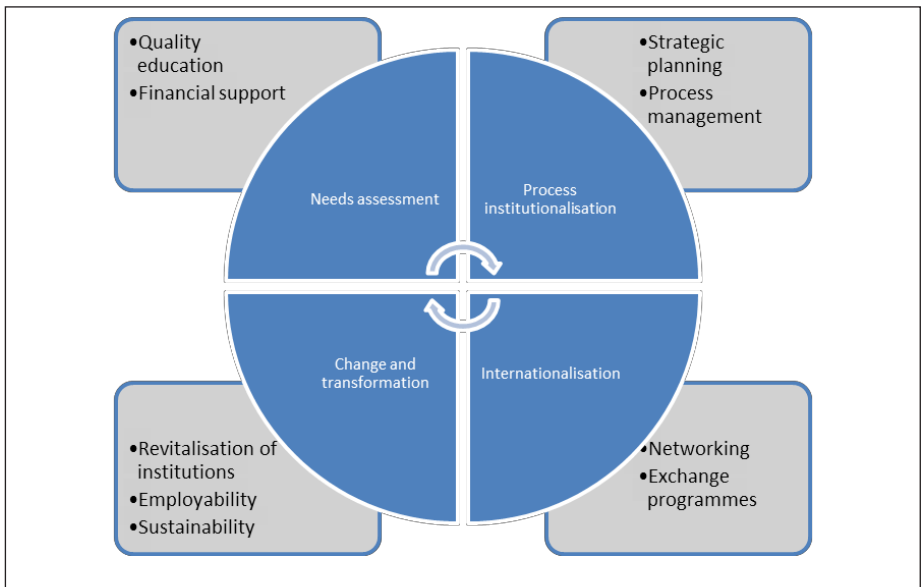 •Quality
education
•Financial support
•Strategic
planning
•Process
management
Needs assessment
Process
institutionalisation
Change and
transformation
Internationalisation
•Revitalisation of
institutions
•Employability
•Sustainability
•Networking
•Exchange
programmes